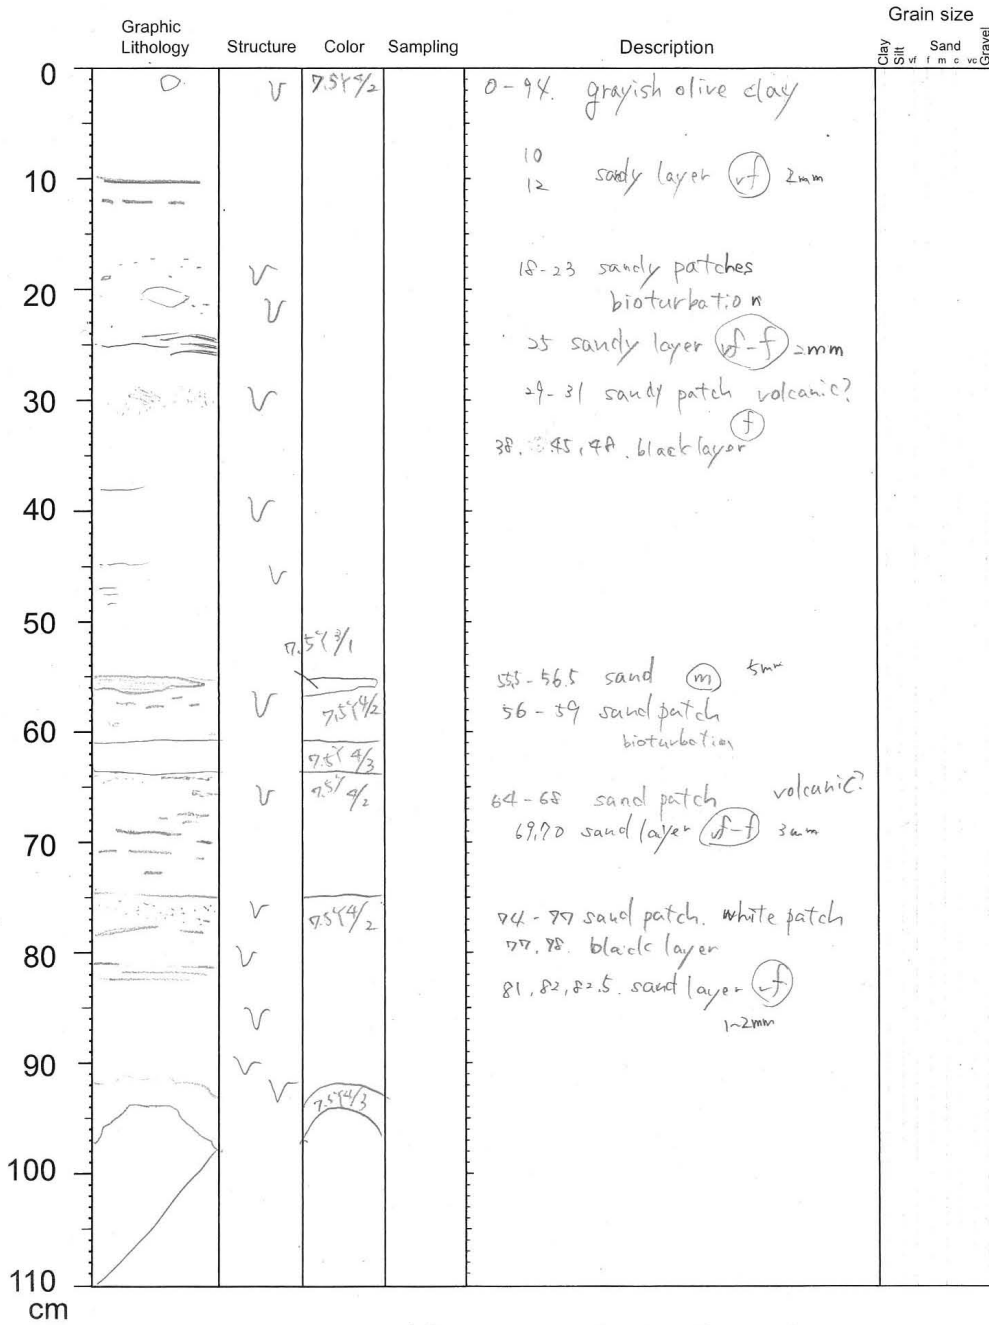 Graphic Lithology
Structure
Color
Sampling
Description
Grain size
Clay
Silt
Sand
vf f m c vc
Gravel
0
7.5Y4/2
0-94. grayish olive clay
10
10
12
sandy layer vf 2mm
18-23 sandy patches
bioturbation
20
25 sandy layer vf-f 2mm
29-31 sandy patch volcanic?
f
30
38, 45, 48. black layer
40
50
7.5Y3/1
55.5-56.5 sand m 5mm
7.5Y4/2
56-59 sand patch
bioturbation
60
7.5Y4/3
7.5Y4/2
64-68 sand patch volcanic?
69,70 sand layer vf-f 3mm
70
7.5Y4/2
74-77 sand patch. white patch
77,78. black layer
80
81, 82, 82.5. sand layer vf
1~2mm
90
7.5Y4/3
100
110
cm